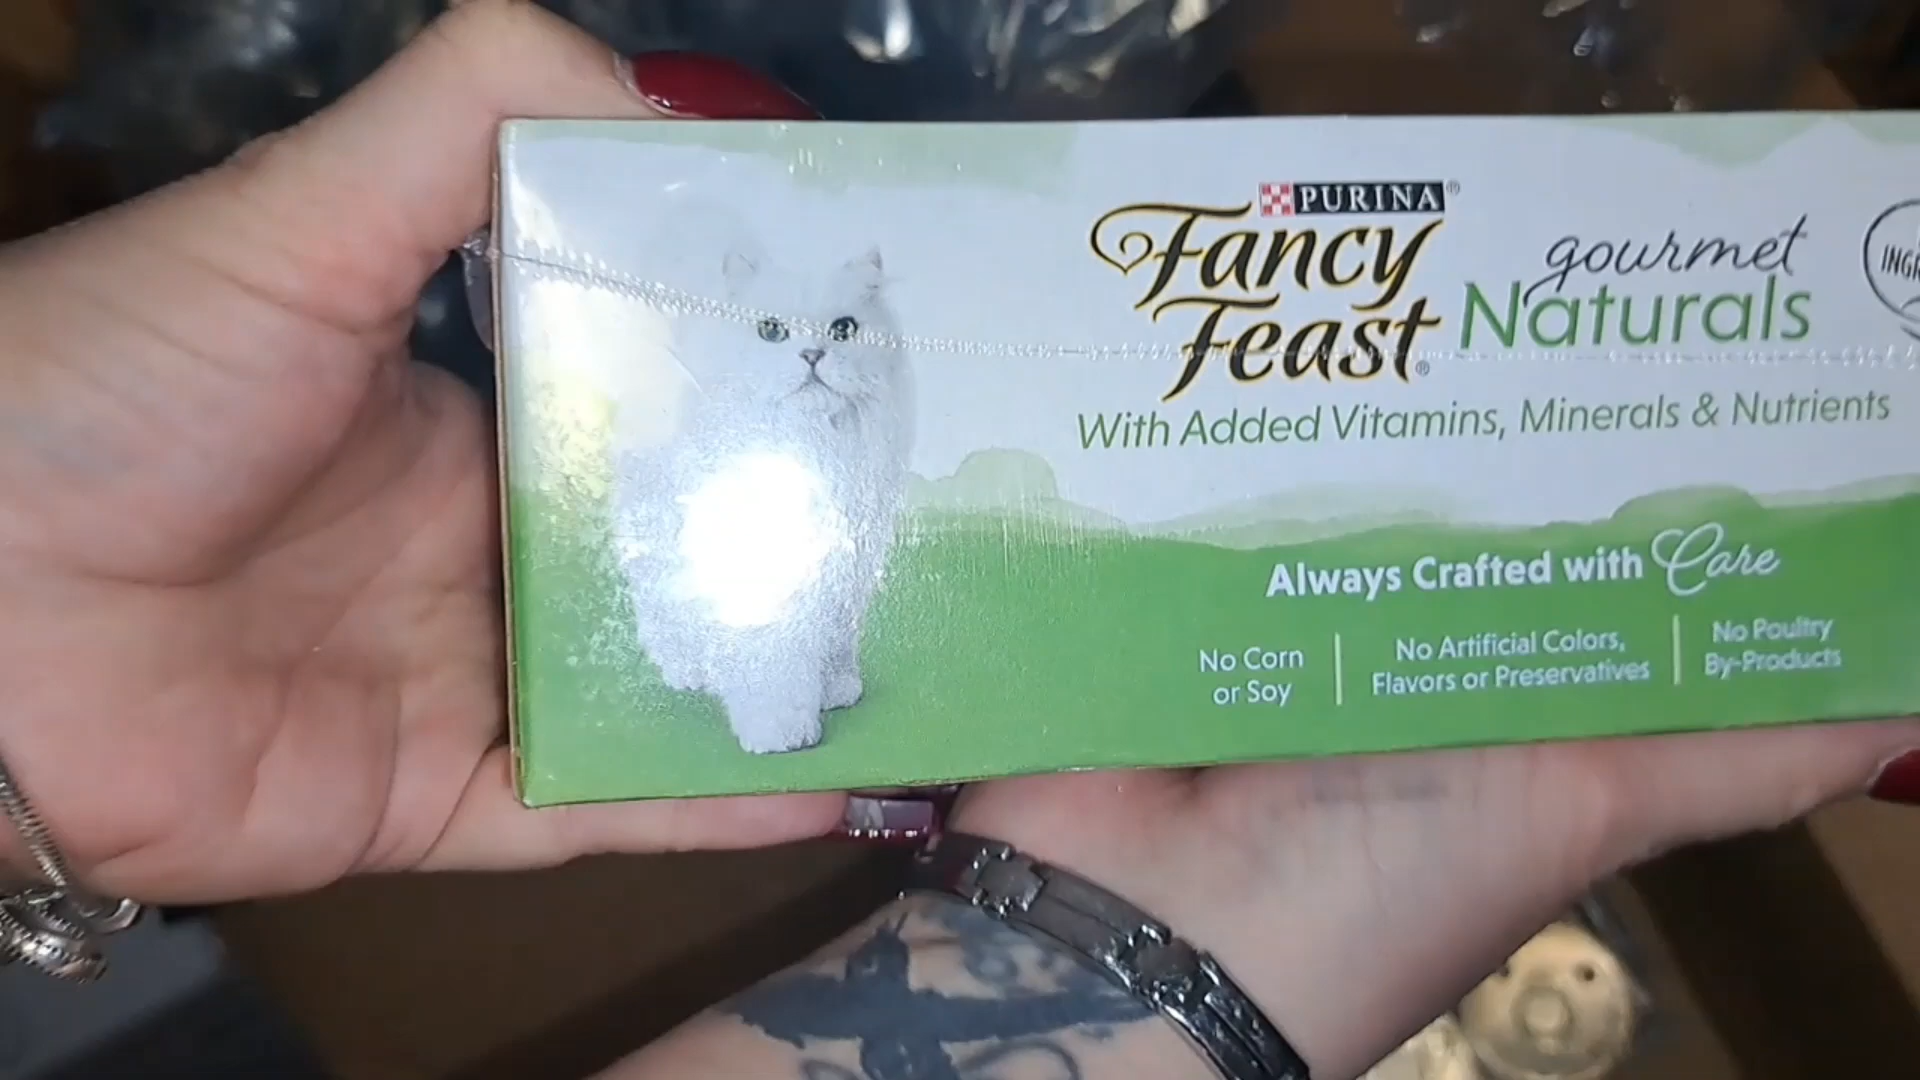 PURINA®
Fancy
Feast®
gourmet
Naturals
With Added Vitamins, Minerals & Nutrients
Always Crafted with Care
No Corn
or Soy
No Artificial Colors,
Flavors or Preservatives
No Poultry
By-Products